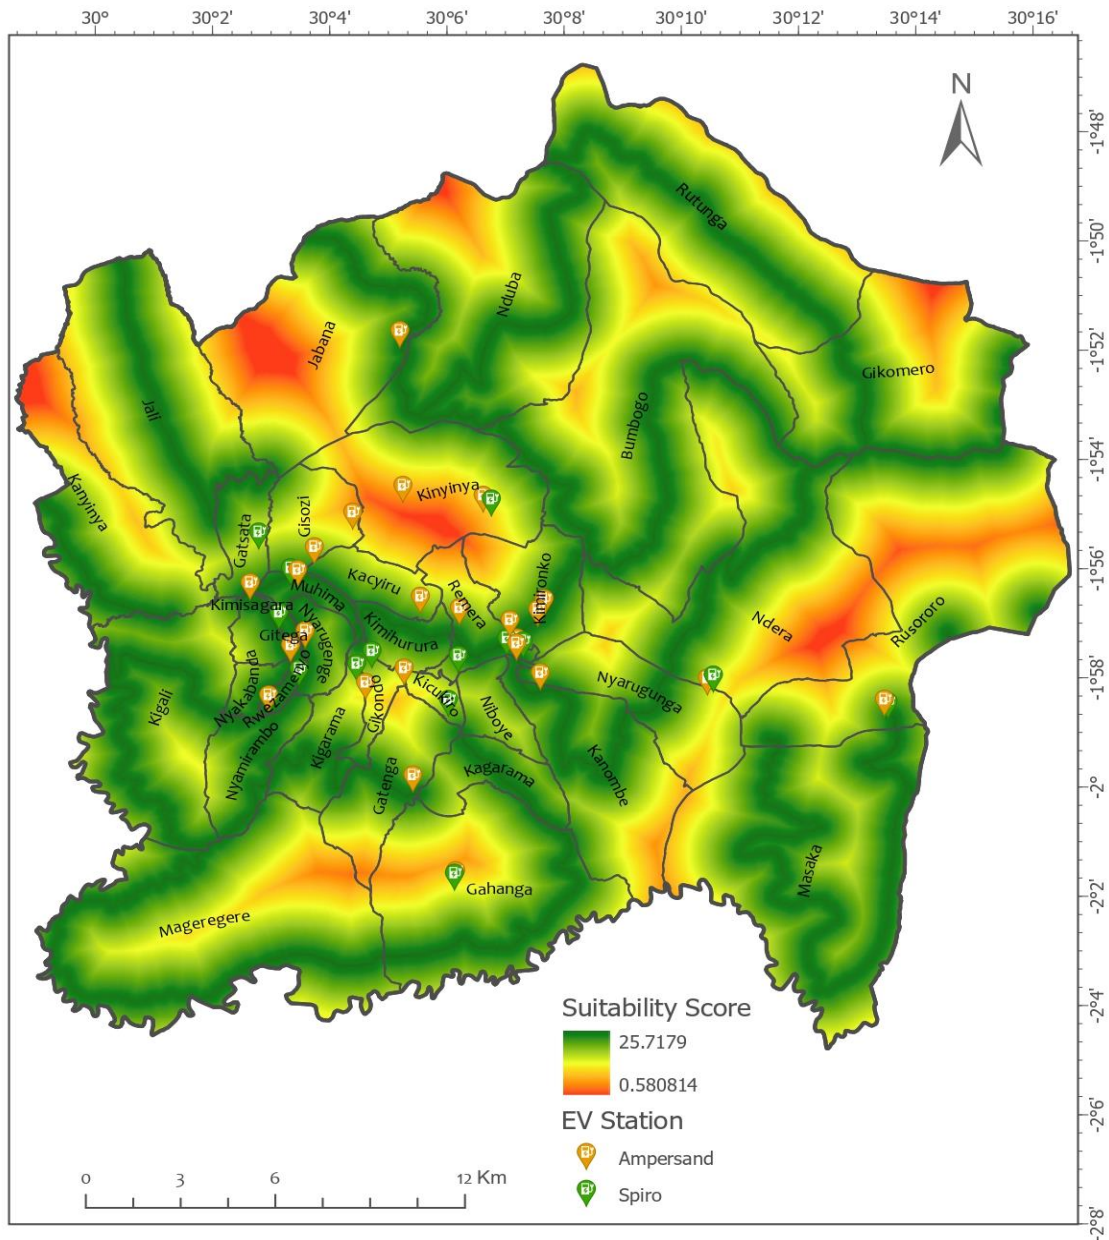 30° 30°2' 30°4' 30°6' 30°8' 30°10' 30°12' 30°14' 30°16'
N
-1°48'
Rutunga
-1°50'
Nduba
Jabana
-1°52'
Gikomero
Jali
Bumbogo
-1°54'
Kanyinya
Kinyinya
Gisozi
Gatsata
-1°56'
Kacyiru
Kimironko
Muhima
Remera
Kimisagara
Nyarugenge
Gitega
Kimihurura
Ndera
Rusororo
-1°58'
Nyakabanda
Rwezamenyo
Kigali
Gikondo
Kicukiro
Nyarugunga
Niboye
Nyamirambo
Kigarama
Kanombe
Gatenga
Kagarama
-2°
Masaka
Gahanga
-2°2'
Mageregere
-2°4'
Suitability Score
25.7179
0.580814
EV Station
-2°6'
Ampersand
0 3 6 12 Km
Spiro
-2°8'